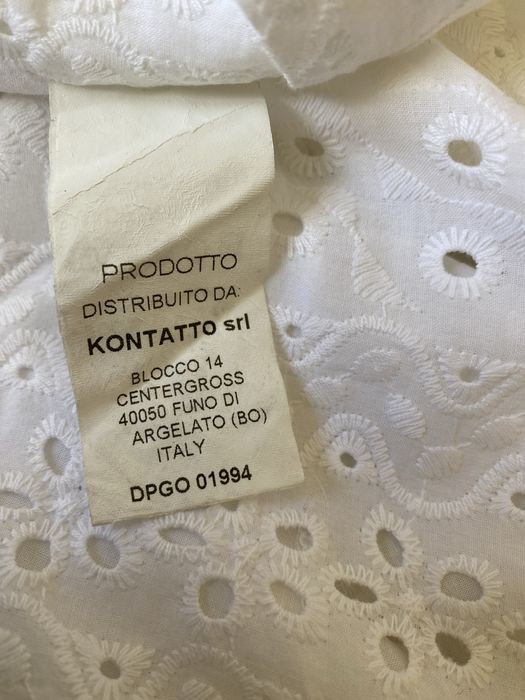 PRODOTTO
DISTRIBUITO DA:
KONTATTO srl
BLOCCO 14
CENTERGROSS
40050 FUNO DI
ARGELATO (BO)
ITALY
DPGO 01994